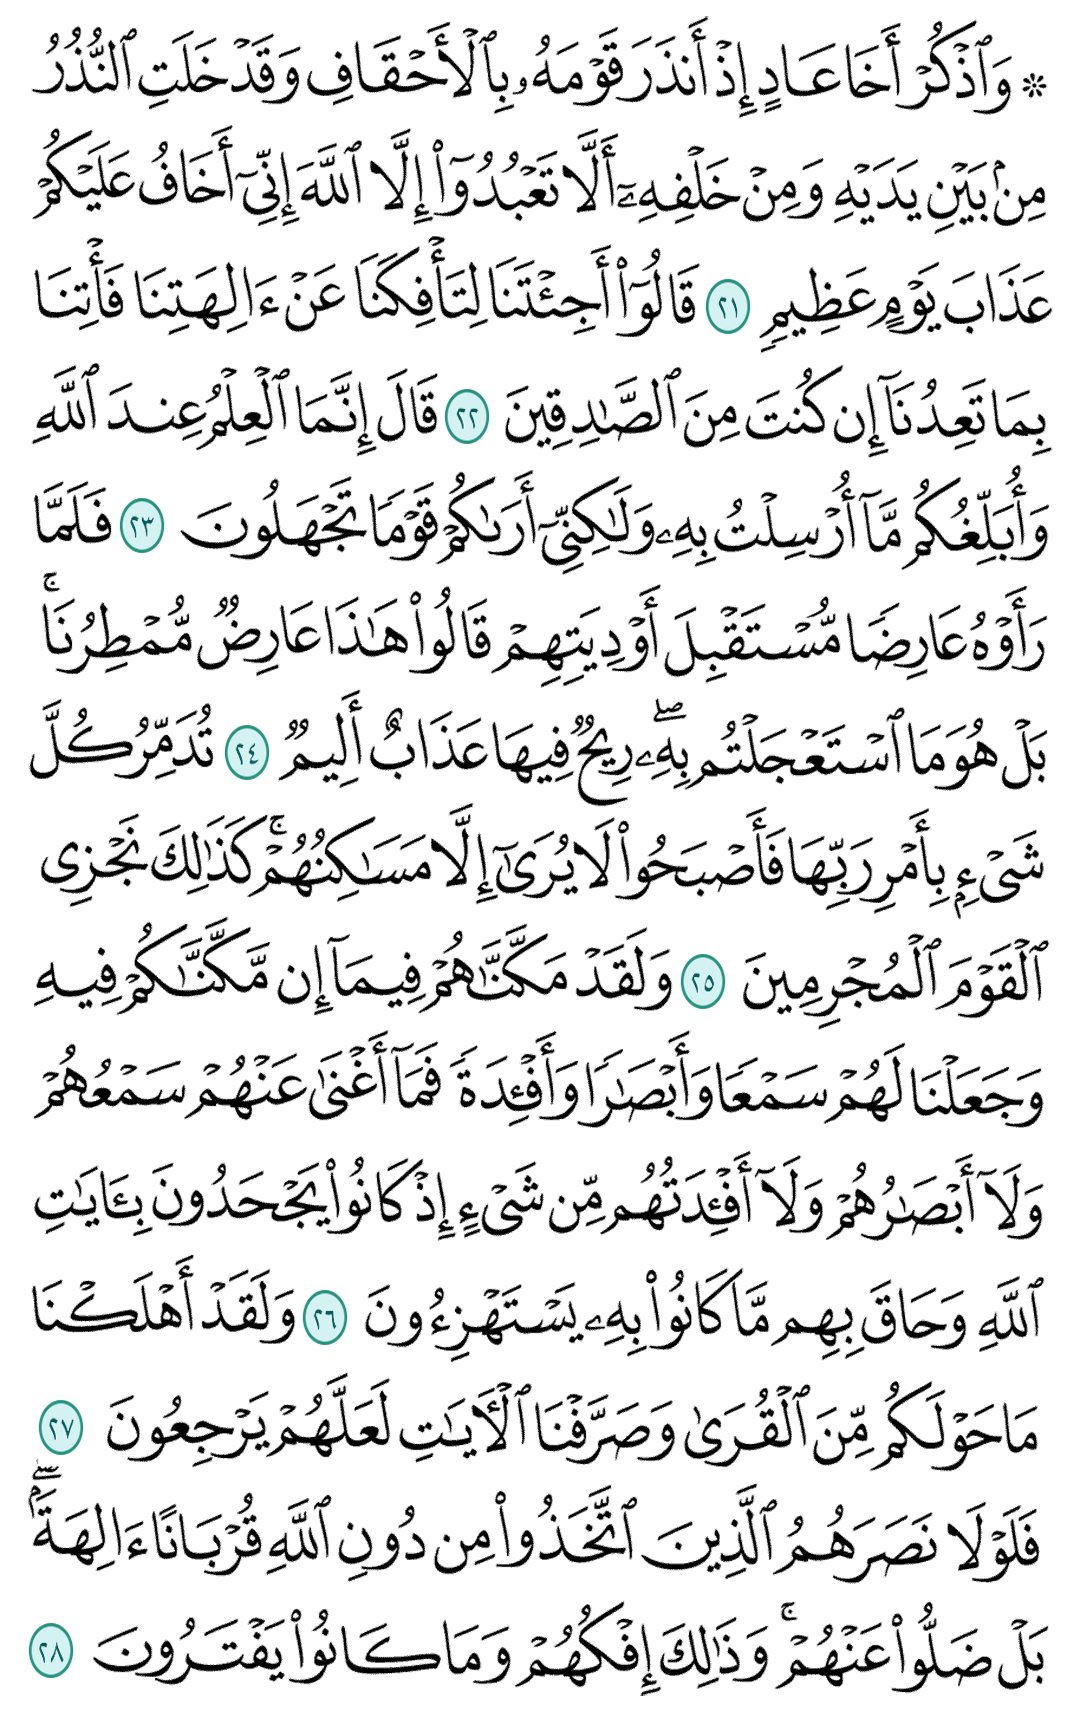 ۞ وَٱذْكُرْ أَخَا عَادٍ إِذْ أَنذَرَ قَوْمَهُۥ بِٱلْأَحْقَافِ وَقَدْ خَلَتِ ٱلنُّذُرُ
مِنۢ بَيْنِ يَدَيْهِ وَمِنْ خَلْفِهِۦٓ أَلَّا تَعْبُدُوٓا۟ إِلَّا ٱللَّهَ إِنِّىٓ أَخَافُ عَلَيْكُمْ
عَذَابَ يَوْمٍ عَظِيمٍ ٢١ قَالُوٓا۟ أَجِئْتَنَا لِتَأْفِكَنَا عَنْ ءَالِهَتِنَا فَأْتِنَا
بِمَا تَعِدُنَآ إِن كُنتَ مِنَ ٱلصَّٰدِقِينَ ٢٢ قَالَ إِنَّمَا ٱلْعِلْمُ عِندَ ٱللَّهِ
وَأُبَلِّغُكُم مَّآ أُرْسِلْتُ بِهِۦ وَلَٰكِنِّىٓ أَرَىٰكُمْ قَوْمًا تَجْهَلُونَ ٢٣ فَلَمَّا
رَأَوْهُ عَارِضًا مُّسْتَقْبِلَ أَوْدِيَتِهِمْ قَالُوا۟ هَٰذَا عَارِضٌ مُّمْطِرُنَا ۚ
بَلْ هُوَ مَا ٱسْتَعْجَلْتُم بِهِۦ ۖ رِيحٌ فِيهَا عَذَابٌ أَلِيمٌ ٢٤ تُدَمِّرُ كُلَّ
شَىْءٍۭ بِأَمْرِ رَبِّهَا فَأَصْبَحُوا۟ لَا يُرَىٰٓ إِلَّا مَسَٰكِنُهُمْ ۚ كَذَٰلِكَ نَجْزِى
ٱلْقَوْمَ ٱلْمُجْرِمِينَ ٢٥ وَلَقَدْ مَكَّنَّٰهُمْ فِيمَآ إِن مَّكَّنَّٰكُمْ فِيهِ
وَجَعَلْنَا لَهُمْ سَمْعًا وَأَبْصَٰرًا وَأَفْـِٔدَةً فَمَآ أَغْنَىٰ عَنْهُمْ سَمْعُهُمْ
وَلَآ أَبْصَٰرُهُمْ وَلَآ أَفْـِٔدَتُهُم مِّن شَىْءٍ إِذْ كَانُوا۟ يَجْحَدُونَ بِـَٔايَٰتِ
ٱللَّهِ وَحَاقَ بِهِم مَّا كَانُوا۟ بِهِۦ يَسْتَهْزِءُونَ ٢٦ وَلَقَدْ أَهْلَكْنَا
مَا حَوْلَكُم مِّنَ ٱلْقُرَىٰ وَصَرَّفْنَا ٱلْـَٔايَٰتِ لَعَلَّهُمْ يَرْجِعُونَ ٢٧
فَلَوْلَا نَصَرَهُمُ ٱلَّذِينَ ٱتَّخَذُوا۟ مِن دُونِ ٱللَّهِ قُرْبَانًا ءَالِهَةًۢ ۖ
بَلْ ضَلُّوا۟ عَنْهُمْ ۚ وَذَٰلِكَ إِفْكُهُمْ وَمَا كَانُوا۟ يَفْتَرُونَ ٢٨